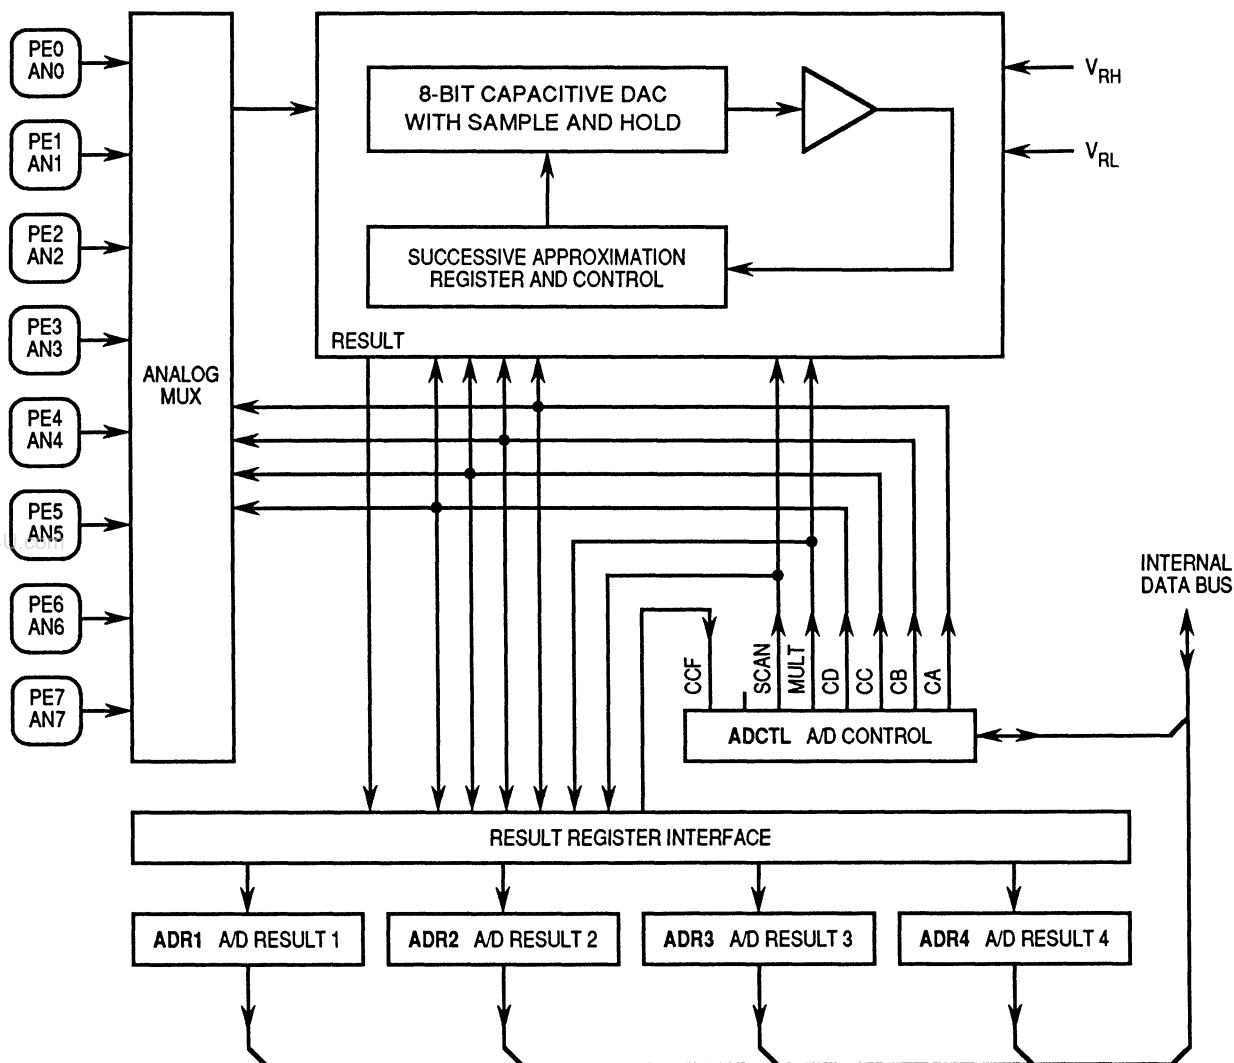 PE0
AN0
PE1
AN1
PE2
AN2
PE3
AN3
PE4
AN4
PE5
AN5
PE6
AN6
PE7
AN7
ANALOG
MUX
8-BIT CAPACITIVE DAC
WITH SAMPLE AND HOLD
SUCCESSIVE APPROXIMATION
REGISTER AND CONTROL
RESULT
VRH
VRL
INTERNAL
DATA BUS
CCF
SCAN
MULT
CD
CC
CB
CA
ADCTL A/D CONTROL
RESULT REGISTER INTERFACE
ADR1 A/D RESULT 1
ADR2 A/D RESULT 2
ADR3 A/D RESULT 3
ADR4 A/D RESULT 4